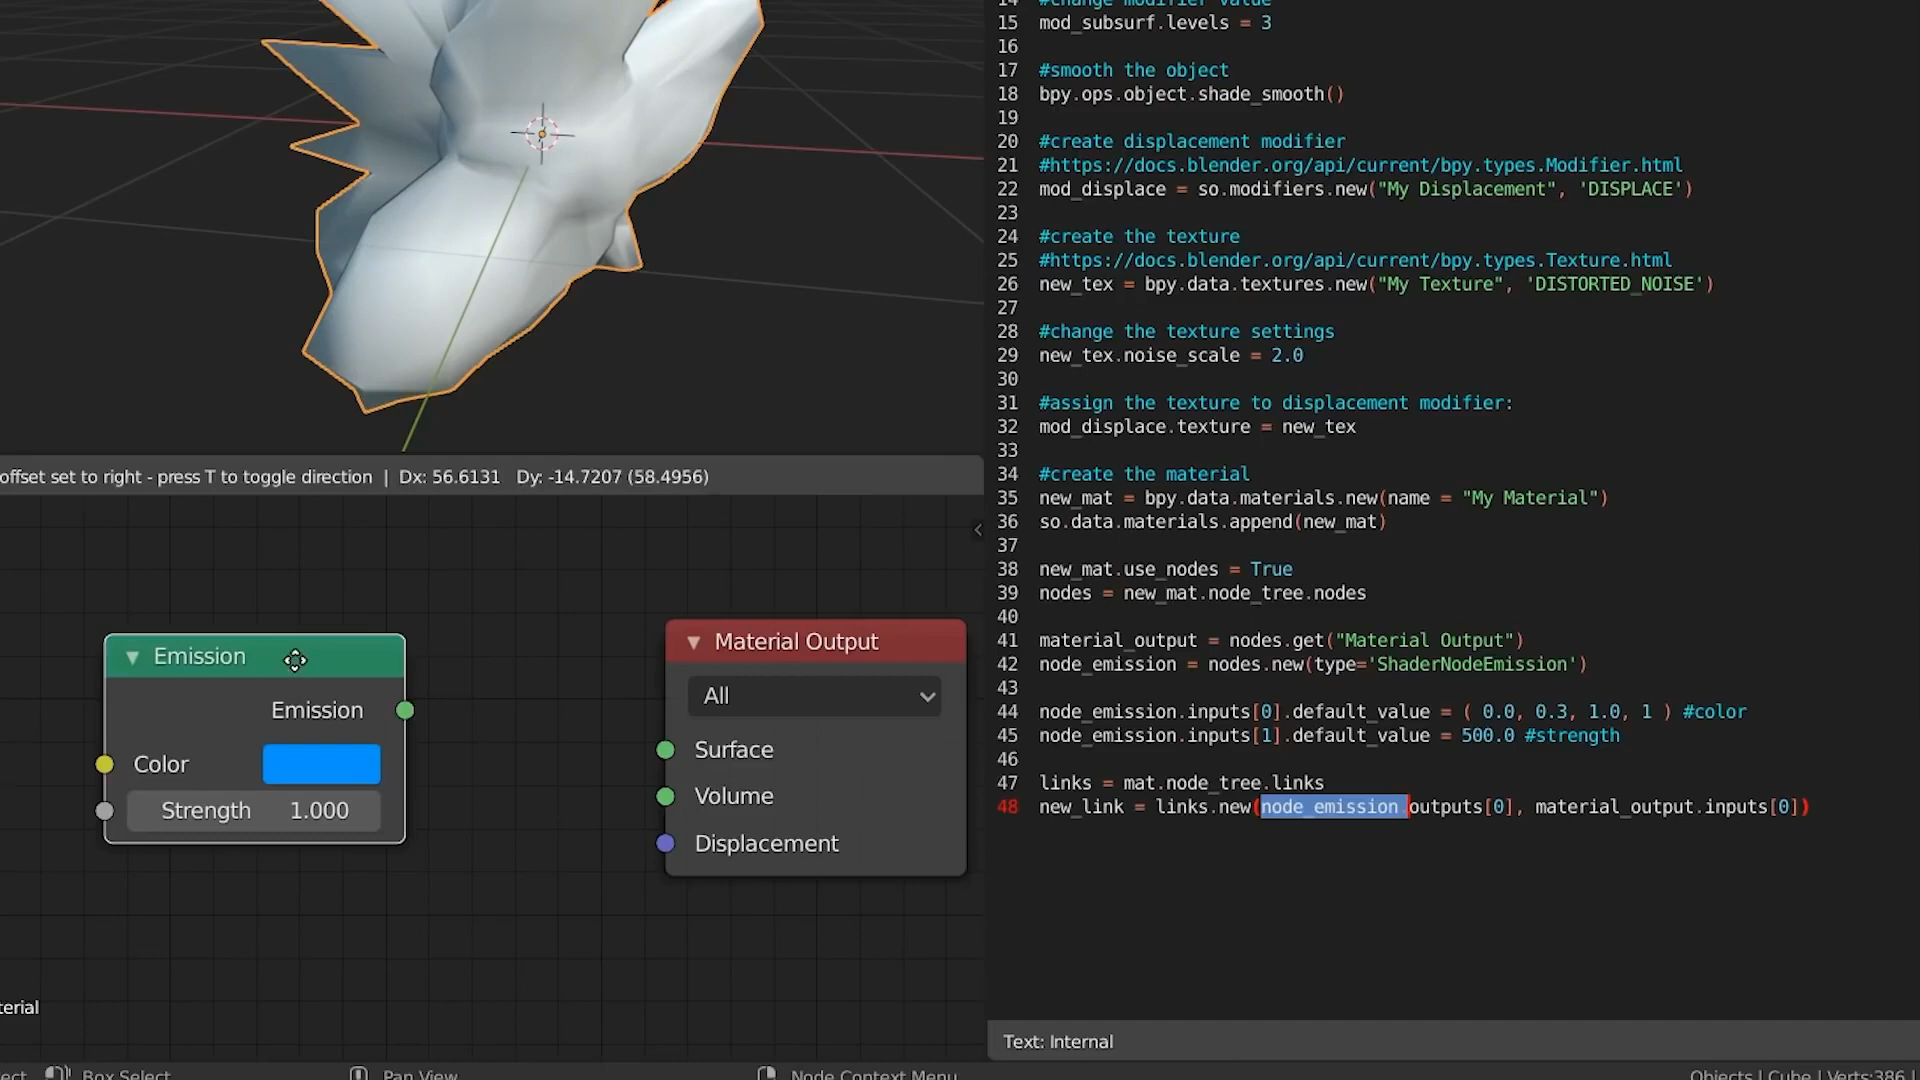 14 #change modifier value
15 mod_subsurf.levels = 3
16
17 #smooth the object
18 bpy.ops.object.shade_smooth()
19
20 #create displacement modifier
21 #https://docs.blender.org/api/current/bpy.types.Modifier.html
22 mod_displace = so.modifiers.new("My Displacement", 'DISPLACE')
23
24 #create the texture
25 #https://docs.blender.org/api/current/bpy.types.Texture.html
26 new_tex = bpy.data.textures.new("My Texture", 'DISTORTED_NOISE')
27
28 #change the texture settings
29 new_tex.noise_scale = 2.0
30
31 #assign the texture to displacement modifier:
32 mod_displace.texture = new_tex
33
34 #create the material
35 new_mat = bpy.data.materials.new(name = "My Material")
36 so.data.materials.append(new_mat)
37
38 new_mat.use_nodes = True
39 nodes = new_mat.node_tree.nodes
40
41 material_output = nodes.get("Material Output")
42 node_emission = nodes.new(type='ShaderNodeEmission')
43
44 node_emission.inputs[0].default_value = ( 0.0, 0.3, 1.0, 1 ) #color
45 node_emission.inputs[1].default_value = 500.0 #strength
46
47 links = mat.node_tree.links
48 new_link = links.new(node_emission.outputs[0], material_output.inputs[0])
offset set to right - press T to toggle direction | Dx: 56.6131 Dy: -14.7207 (58.4956)
Emission
Emission
Color
Strength 1.000
Material Output
All
Surface
Volume
Displacement
terial
Text: Internal
ect Box Select Pan View Node Context Menu Objects | Cube | Verts:386 |